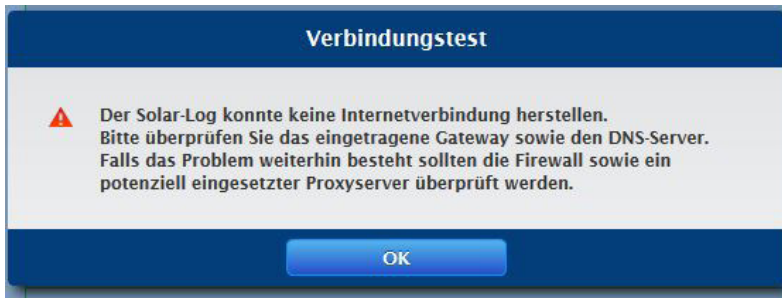 Verbindungstest
Der Solar-Log konnte keine Internetverbindung herstellen.
Bitte überprüfen Sie das eingetragene Gateway sowie den DNS-Server.
Falls das Problem weiterhin besteht sollten die Firewall sowie ein
potenziell eingesetzter Proxyserver überprüft werden.
OK